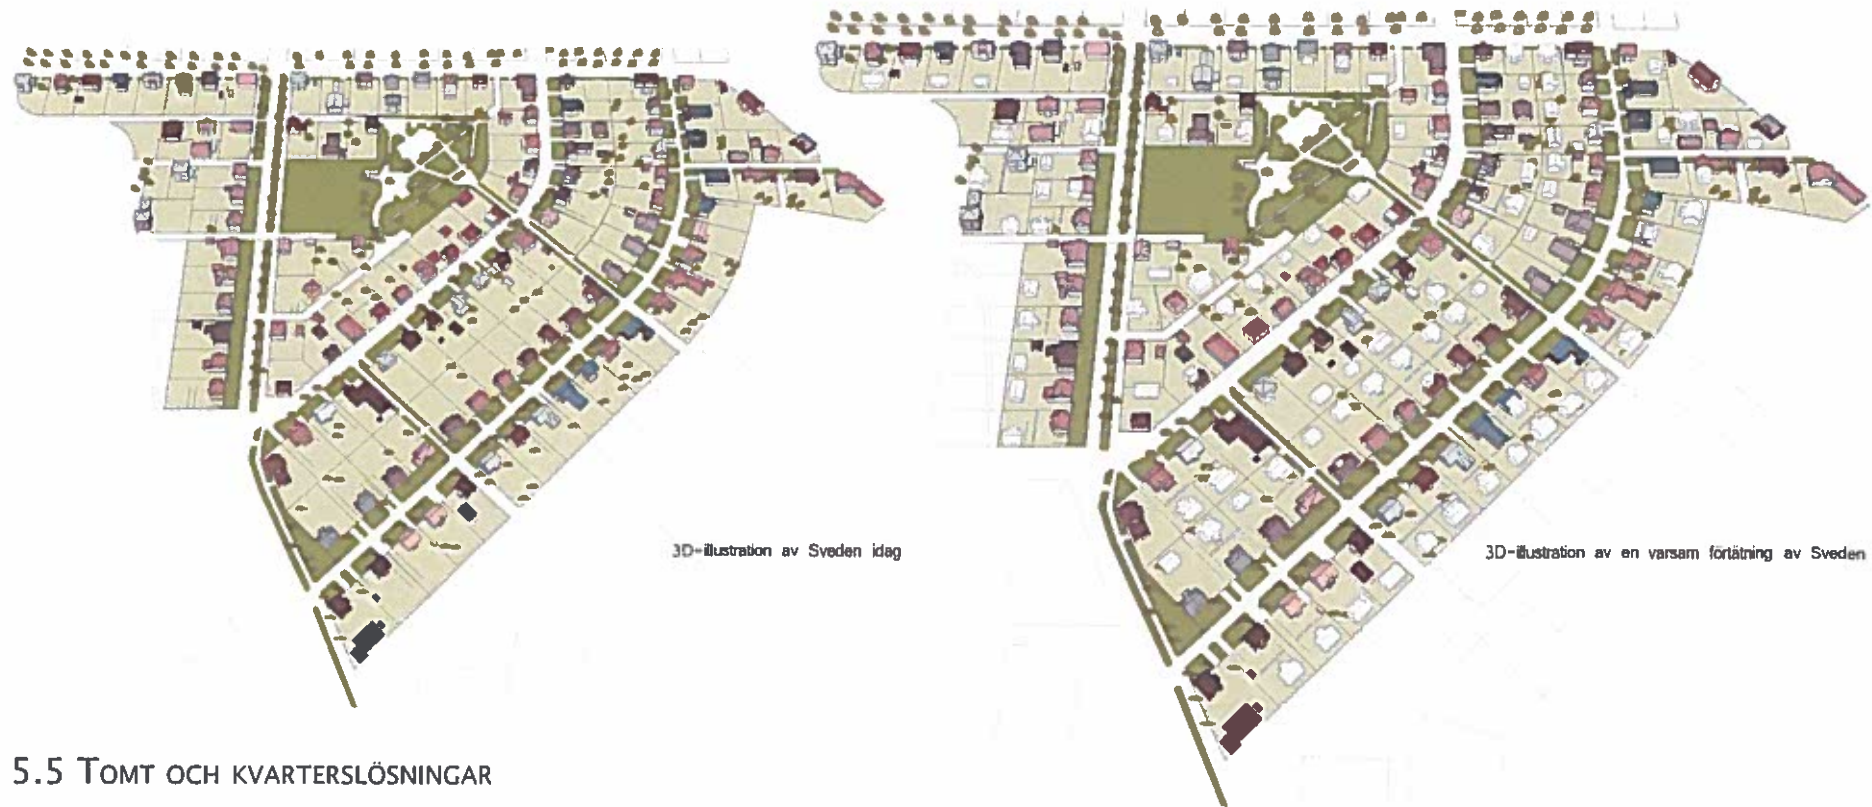 3D-illustration av Sveden idag
3D-illustration av en varsam förtätning av Sveden
5.5 TOMT OCH KVARTERSLÖSNINGAR